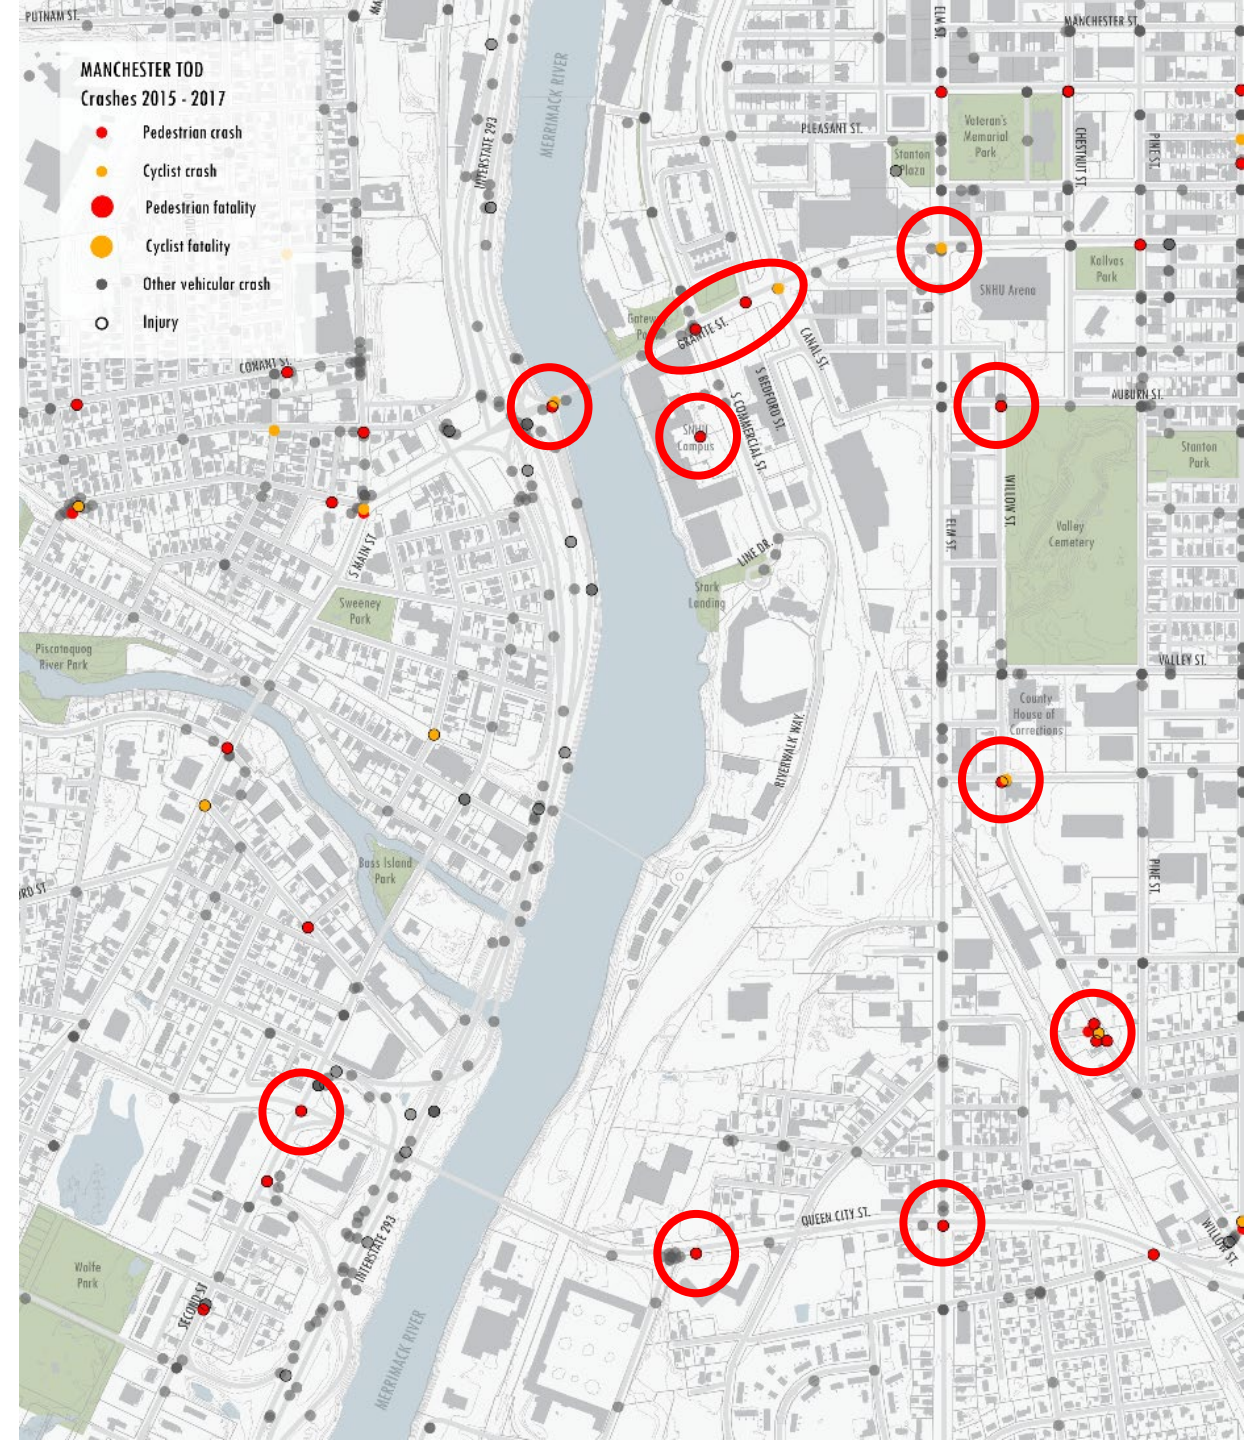 PUTNAM ST.
MA
ELM ST.
MANCHESTER ST.
MANCHESTER TOD
Crashes 2015 - 2017
Pedestrian crash
Cyclist crash
Pedestrian fatality
Cyclist fatality
Other vehicular crash
Injury
INTERSTATE 293
MERRIMACK RIVER
PLEASANT ST.
Veteran's
Memorial
Park
Stanton
Plaza
CHESTNUT ST.
PINE ST.
Kalivas
Park
SNHU Arena
GRANITE ST.
CANAL ST.
CONANT ST.
S BEDFORD ST.
S COMMERCIAL ST.
SNHU
Campus
AUBURN ST.
Stanton
Park
WILLOW ST.
ELM ST.
Valley
Cemetery
S MAIN ST
LINE DR.
Stark
Landing
Sweeney
Park
Piscataquog
River Park
VALLEY ST.
County
House of
Corrections
RIVERWALK WAY.
Bass Island
Park
RD ST
PINE ST.
QUEEN CITY ST.
WILLOW ST.
INTERSTATE 293
Wolfe
Park
SECOND ST
MERRIMACK RIVER